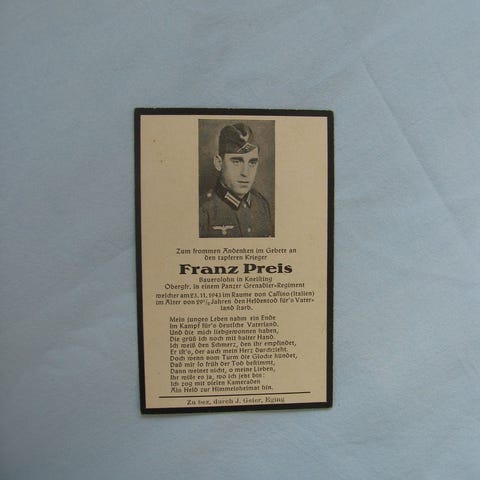 Zum frommen Andenken im Gebete an
den tapferen Krieger
Franz Preis
Bauerssohn in
Obergfr. in einem Panzer Grenadier-Regiment
welcher am 23. 11. 1943 im Raume von Cassino (Italien)
im Alter von 29½ Jahren den Heldentod für's Vater-
land starb.
Mein junges Leben nahm ein Ende
Im Kampf für's deutsche Vaterland.
Und die mich liebgewonnen haben,
Die grüß ich noch mit kalter Hand.
Ich weiß den Schmerz, den ihr empfindet,
Er ist's, der auch mein Herz durchzieht.
Doch wenn vom Turm die Glocke kündet,
Daß mir so früh der Tod bestimmt,
Dann weinet nicht, o meine Lieben,
Ihr wißt es ja, wo ich jetzt bin:
Ich zog mit vielen Kameraden
Als Held zur Himmelsheimat hin.
Zu bez. durch J. Geier, Eging